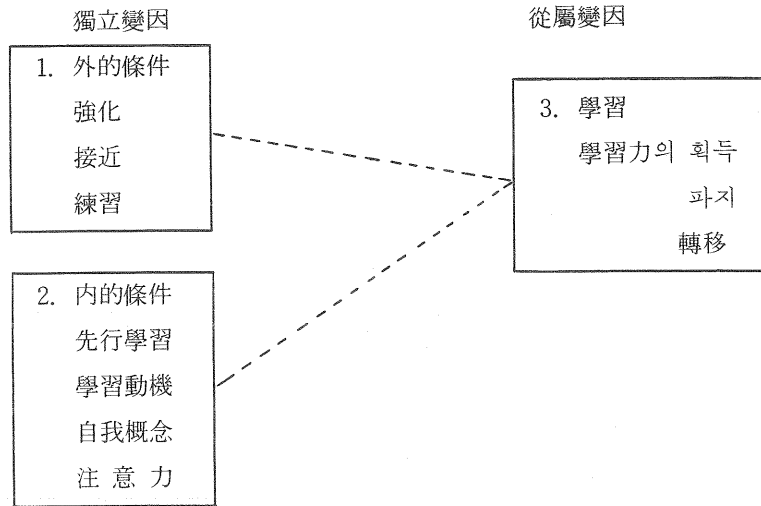 獨立變因
1. 外的條件
強化
接近
練習
2. 内的條件
先行學習
學習動機
自我概念
注 意 力
從屬變因
3. 學習
學習力의 획득
파지
轉移